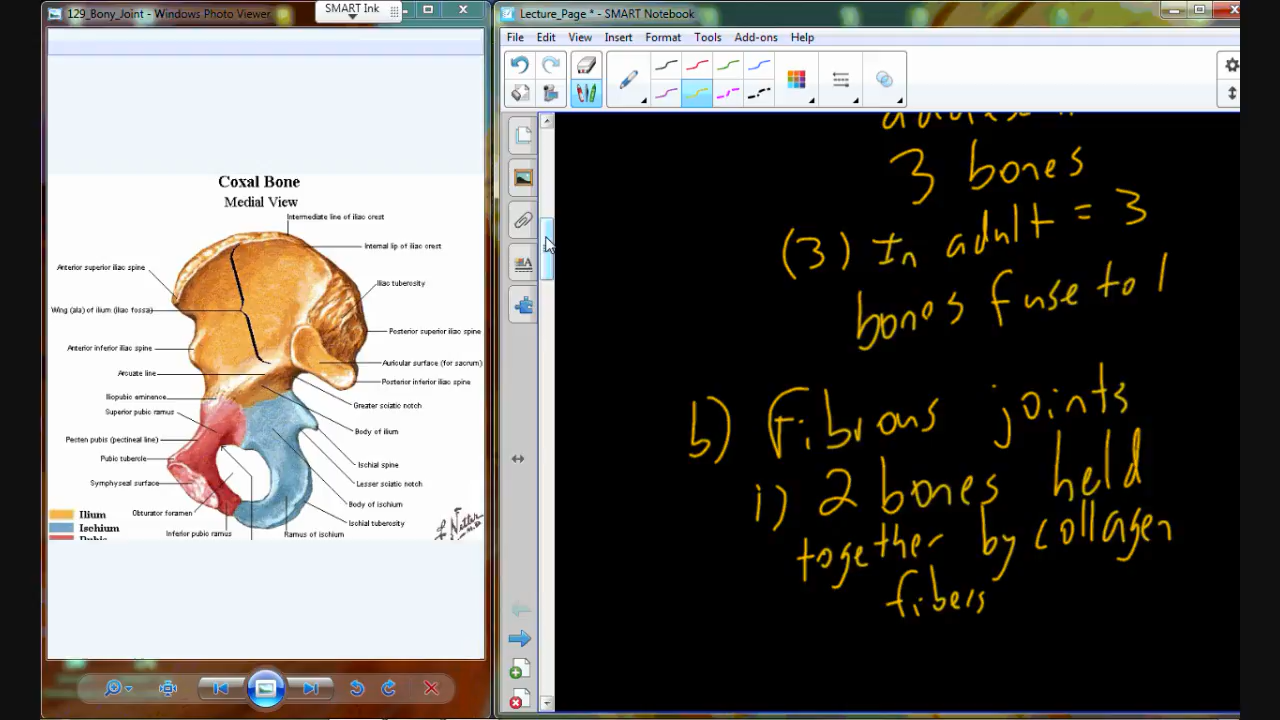 129_Bony_Joint - Windows Photo Viewer
SMART Ink
Lecture_Page * - SMART Notebook
File Edit View Insert Format Tools Add-ons Help
Coxal Bone
Medial View
Intermediate line of iliac crest
Internal lip of iliac crest
Anterior superior iliac spine
Iliac tuberosity
Wing (ala) of ilium (iliac fossa)
Posterior superior iliac spine
Anterior inferior iliac spine
Auricular surface (for sacrum)
Arcuate line
Posterior inferior iliac spine
Iliopubic eminence
Greater sciatic notch
Superior pubic ramus
Body of ilium
Pecten pubis (pectineal line)
Pubic tubercle
Ischial spine
Symphyseal surface
Lesser sciatic notch
Body of ischium
Obturator foramen
Ischial tuberosity
Inferior pubic ramus
Ramus of ischium
Ilium
Ischium
3 bones
(3) In adult = 3
bones fuse to 1
b) Fibrous joints
i) 2 bones held
together by collagen
fibers